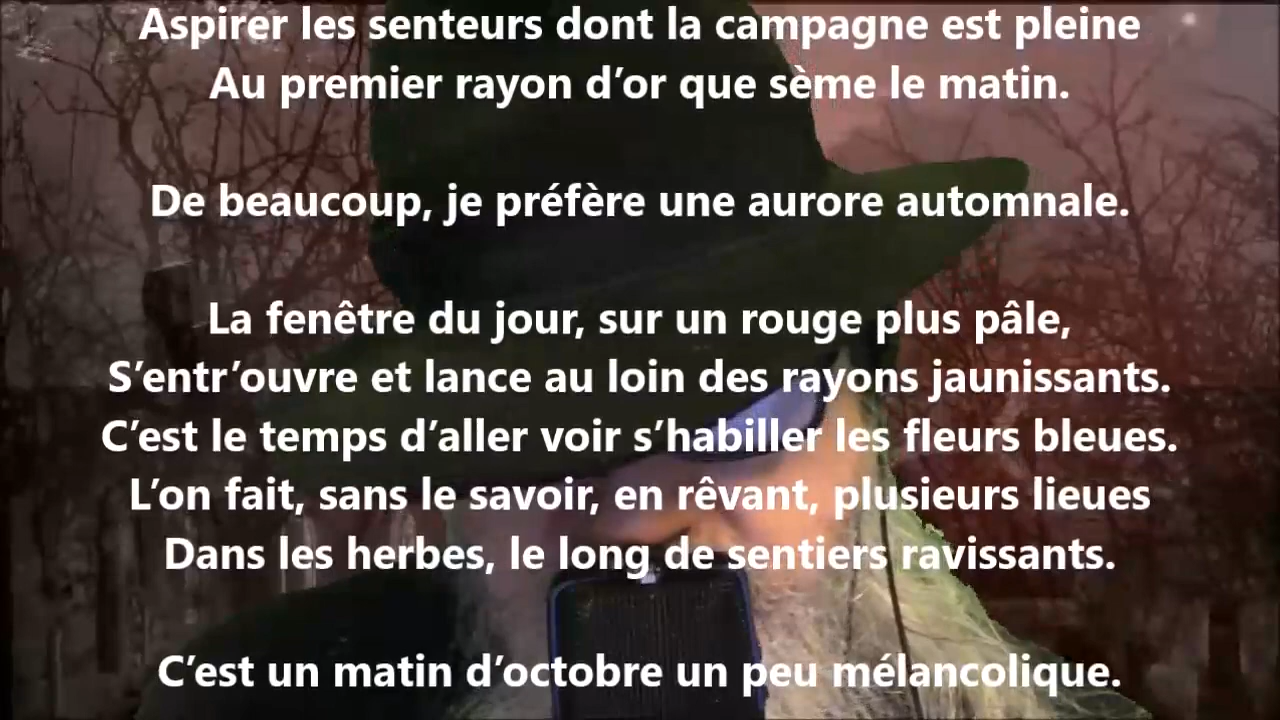 Aspirer les senteurs dont la campagne est pleine
Au premier rayon d’or que sème le matin.
De beaucoup, je préfère une aurore automnale.
La fenêtre du jour, sur un rouge plus pâle,
S’entr’ouvre et lance au loin des rayons jaunissants.
C’est le temps d’aller voir s’habiller les fleurs bleues.
L’on fait, sans le savoir, en rêvant, plusieurs lieues
Dans les herbes, le long de sentiers ravissants.
C’est un matin d’octobre un peu mélancolique.